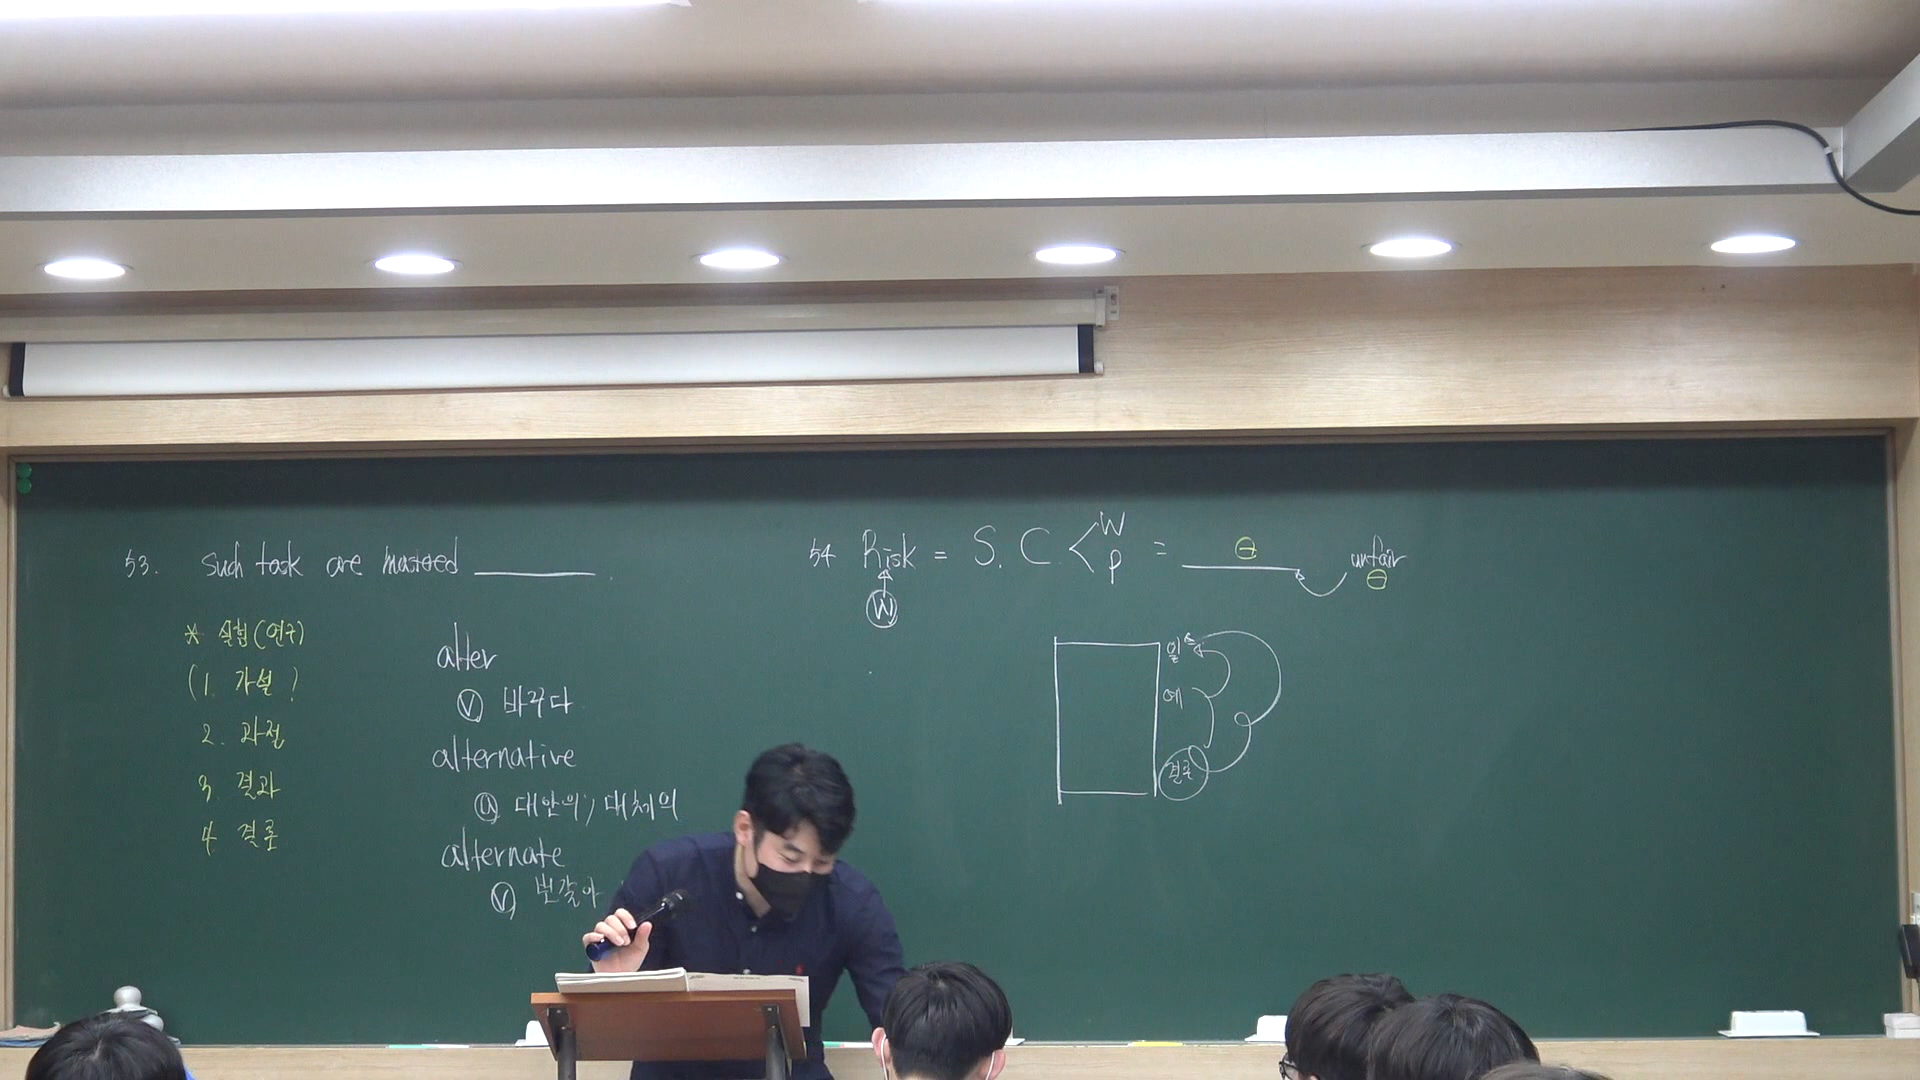 53. Such task are mastered ______.
* 실험(연구)
(1. 가설)
2. 과정
3. 결과
4. 결론
alter
ⓥ 바꾸다
alternative
ⓐ 대안의, 대체의
alternate
ⓥ 번갈아
54 Risk = S.C. < W P = ______ unfair
ⓦ
⊖
⊖
예
결론